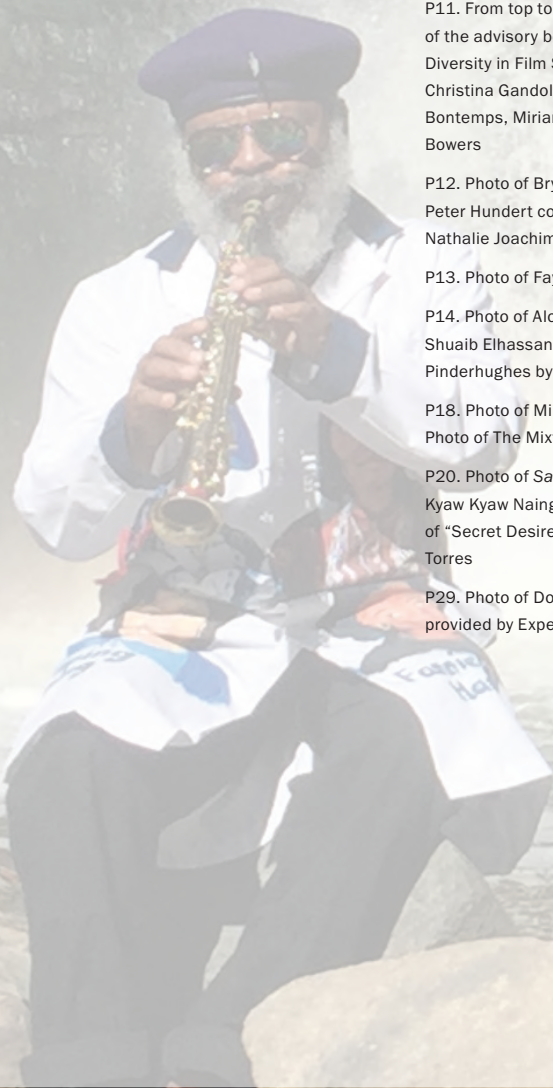 P11. From top to
of the advisory b
Diversity in Film S
Christina Gandol
Bontemps, Miria
Bowers
P12. Photo of Bry
Peter Hundert co
Nathalie Joachim
P13. Photo of Fay
P14. Photo of Alo
Shuaib Elhassan
Pinderhughes by
P18. Photo of Mi
Photo of The Mix
P20. Photo of Sa
Kyaw Kyaw Naing
of “Secret Desire
Torres
P29. Photo of Do
provided by Expe